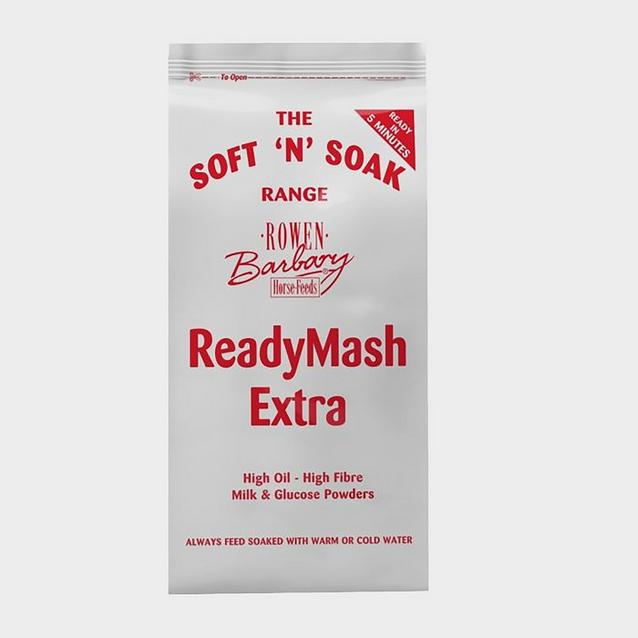 To Open
THE
SOFT 'N' SOAK
RANGE
READY
IN
5 MINUTES
·ROWEN·
Barbary®
Horse-Feeds
ReadyMash
Extra
High Oil - High Fibre
Milk & Glucose Powders
ALWAYS FEED SOAKED WITH WARM OR COLD WATER